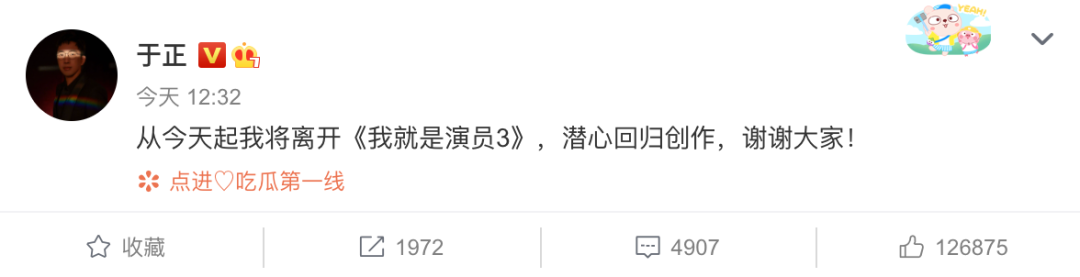 YEAH!
于正 V 7
今天 12:32
从今天起我将离开《我就是演员3》，潜心回归创作，谢谢大家！
点进♡吃瓜第一线
收藏 1972 4907 126875